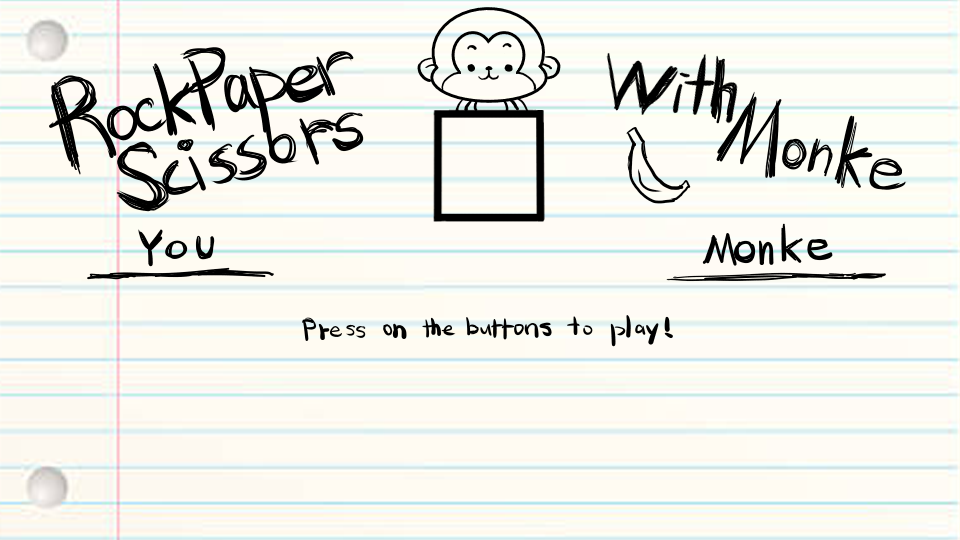 RockPaper
Scissors
With
Monke
You
Monke
Press on the buttons to play!